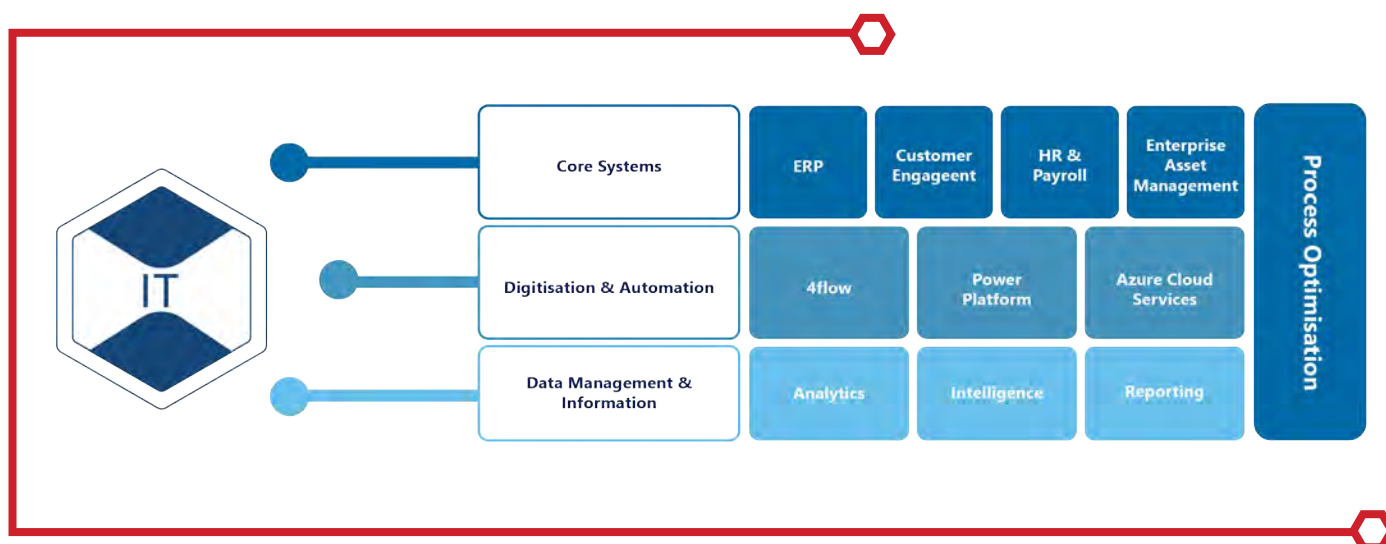 IT
Core Systems
ERP
Customer
Engageent
HR &
Payroll
Enterprise
Asset
Management
Digitisation & Automation
4flow
Power
Platform
Azure Cloud
Services
Data Management &
Information
Analytics
Intelligence
Reporting
Process Optimisation